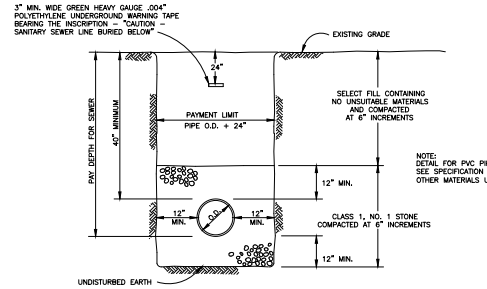 3" MIN. WIDE GREEN HEAVY GAUGE .004"
POLYETHYLENE UNDERGROUND WARNING TAPE
BEARING THE INSCRIPTION - "CAUTION -
SANITARY SEWER LINE BURIED BELOW"
EXISTING GRADE
24"
PAY DEPTH FOR SEWER
40" MINIMUM
PAYMENT LIMIT
PIPE O.D. + 24"
SELECT FILL CONTAINING
NO UNSUITABLE MATERIALS
AND COMPACTED
AT 6" INCREMENTS
NOTE:
DETAIL FOR PVC
SEE SPECIFICATION
OTHER MATERIALS
12" MIN.
12"
MIN.
O.D.
12"
MIN.
CLASS 1, NO. 1 STONE
COMPACTED AT 6" INCREMENTS
12" MIN.
UNDISTURBED EARTH